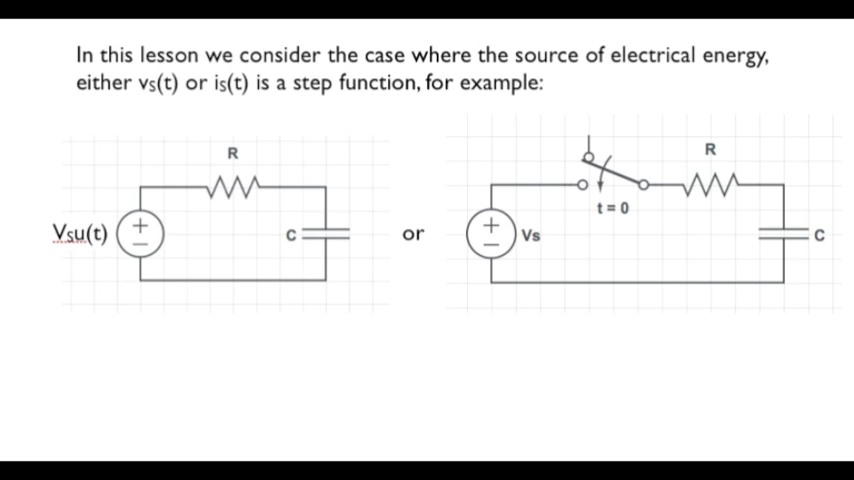 In this lesson we consider the case where the source of electrical energy,
either vs(t) or is(t) is a step function, for example:
R
R
t = 0
Vsu(t)
+
C
or
+
Vs
C